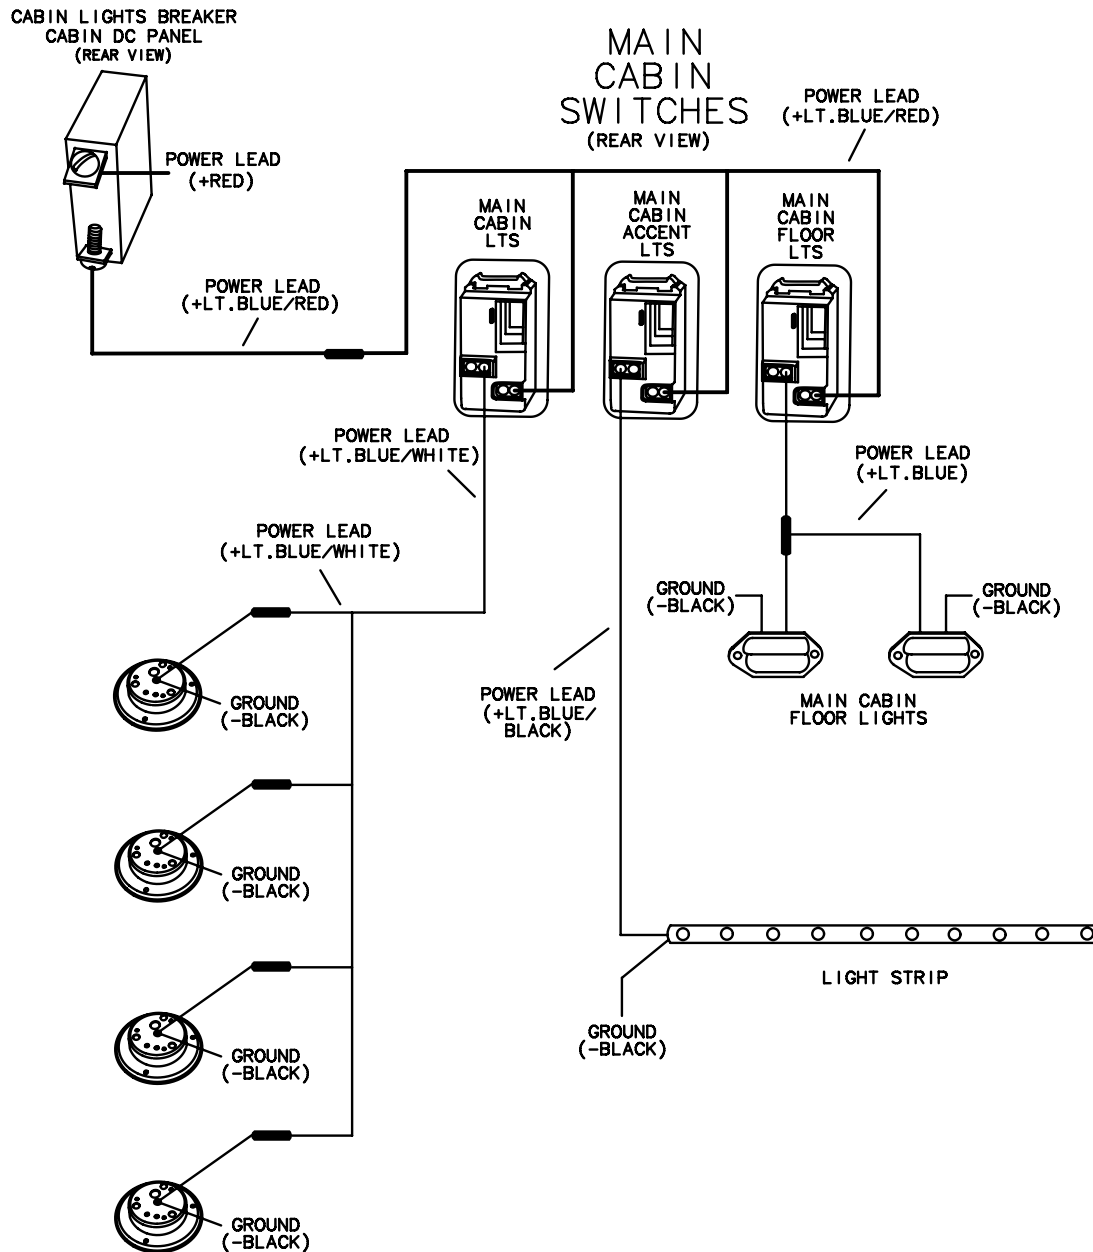 CABIN LIGHTS BREAKER
CABIN DC PANEL
(REAR VIEW)
MAIN
CABIN
SWITCHES
(REAR VIEW)
POWER LEAD
(+LT.BLUE/RED)
POWER LEAD
(+RED)
MAIN
CABIN
LTS
MAIN
CABIN
ACCENT
LTS
MAIN
CABIN
FLOOR
LTS
POWER LEAD
(+LT.BLUE/RED)
POWER LEAD
(+LT.BLUE/WHITE)
POWER LEAD
(+LT.BLUE)
POWER LEAD
(+LT.BLUE/WHITE)
GROUND
(-BLACK)
GROUND
(-BLACK)
GROUND
(-BLACK)
POWER LEAD
(+LT.BLUE/
BLACK)
MAIN CABIN
FLOOR LIGHTS
GROUND
(-BLACK)
LIGHT STRIP
GROUND
(-BLACK)
GROUND
(-BLACK)
GROUND
(-BLACK)